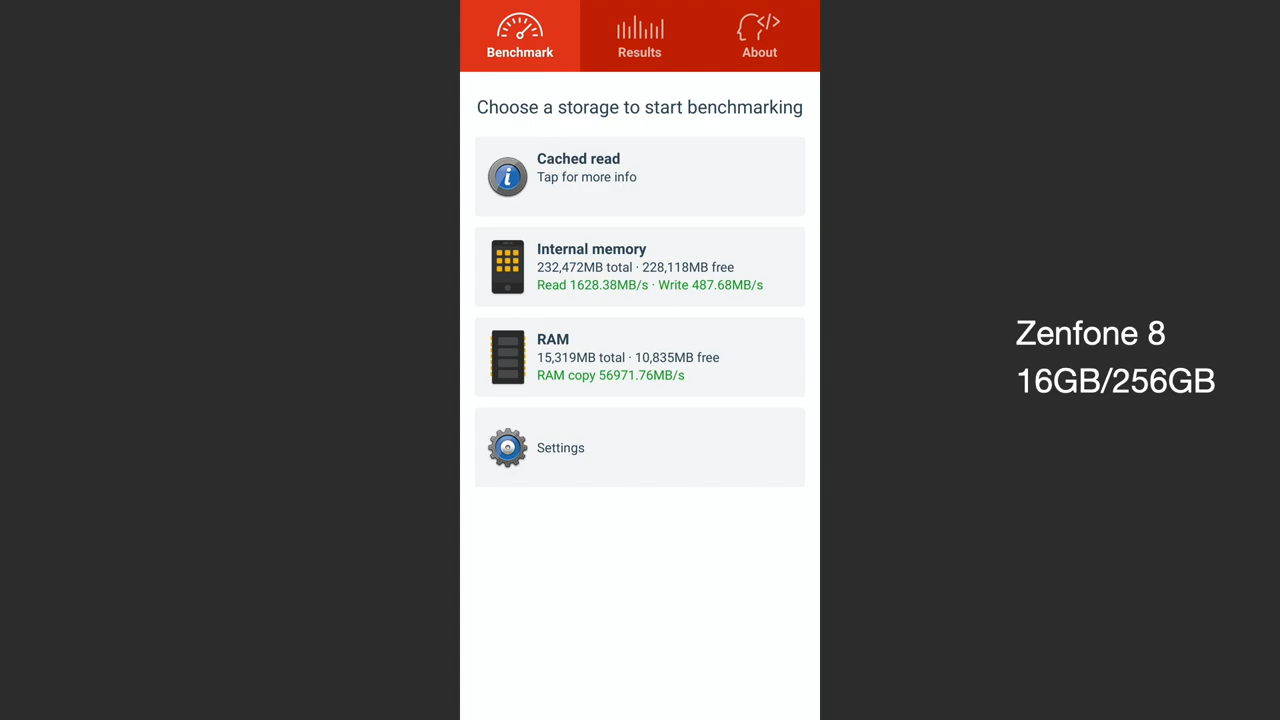 Benchmark
Results
About
Choose a storage to start benchmarking
Cached read
Tap for more info
Internal memory
232,472MB total · 228,118MB free
Read 1628.38MB/s · Write 487.68MB/s
RAM
15,319MB total · 10,835MB free
RAM copy 56971.76MB/s
Settings
Zenfone 8
16GB/256GB